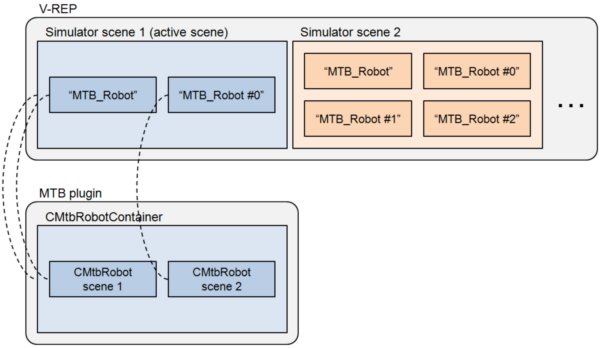 V-REP
Simulator scene 1 (active scene)
Simulator scene 2
“MTB_Robot”
“MTB_Robot #0”
“MTB_Robot”
“MTB_Robot #0”
“MTB_Robot #1”
“MTB_Robot #2”
...
MTB plugin
CMtbRobotContainer
CMtbRobot
scene 1
CMtbRobot
scene 2